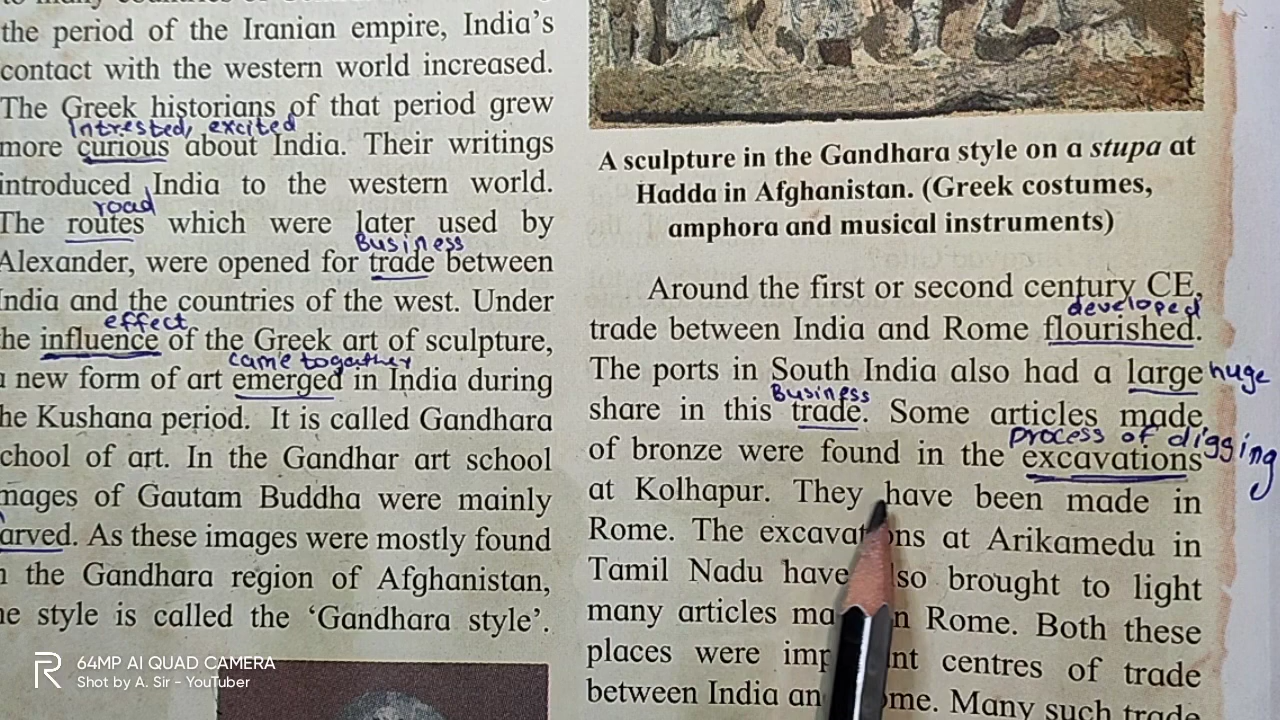 the period of the Iranian empire, India's
contact with the western world increased.
The Greek historians of that period grew
Intrested, excited
more curious about India. Their writings
introduced India to the western world.
road
The routes which were later used by
Business
Alexander, were opened for trade between
India and the countries of the west. Under
effect
the influence of the Greek art of sculpture,
came togather
a new form of art emerged in India during
the Kushana period. It is called Gandhara
school of art. In the Gandhar art school
images of Gautam Buddha were mainly
carved. As these images were mostly found
in the Gandhara region of Afghanistan,
the style is called the 'Gandhara style'.
A sculpture in the Gandhara style on a stupa at
Hadda in Afghanistan. (Greek costumes,
amphora and musical instruments)
Around the first or second century CE,
developed
trade between India and Rome flourished.
The ports in South India also had a large huge
Business
share in this trade. Some articles made
process of digging
of bronze were found in the excavations
at Kolhapur. They have been made in
Rome. The excavations at Arikamedu in
Tamil Nadu have also brought to light
many articles made in Rome. Both these
places were important centres of trade
between India and Rome. Many such trade
64MP AI QUAD CAMERA
Shot by A. Sir - YouTuber